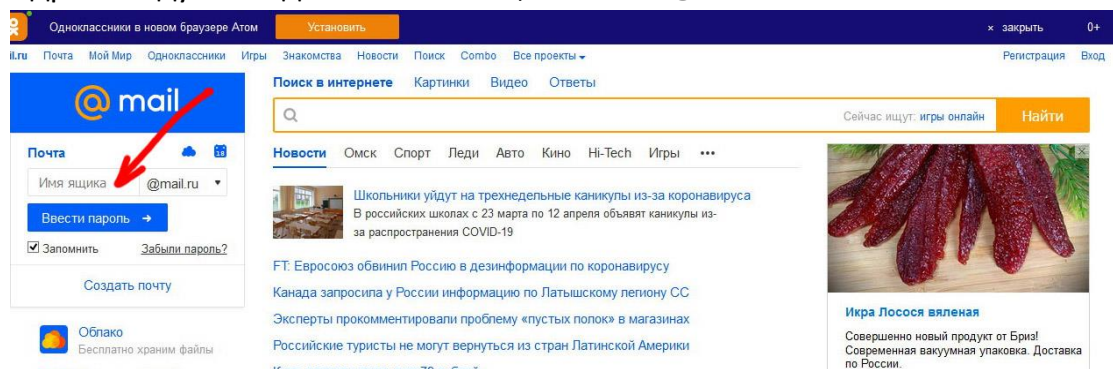 Одноклассники в новом браузере Атом Установить × закрыть 0+
il.ru Почта Мой Мир Одноклассники Игры Знакомства Новости Поиск Combo Все проекты Регистрация Вход
@ mail
Почта 18
Имя ящика @mail.ru
Ввести пароль →
Запомнить Забыли пароль?
Создать почту
Облако
Бесплатно храним файлы
Поиск в интернете Картинки Видео Ответы
Сейчас ищут: игры онлайн Найти
Новости Омск Спорт Леди Авто Кино Hi-Tech Игры •••
Школьники уйдут на трехнедельные каникулы из-за коронавируса
В российских школах с 23 марта по 12 апреля объявят каникулы из-
за распространения COVID-19
FT: Евросоюз обвинил Россию в дезинформации по коронавирусу
Канада запросила у России информацию по Латышскому легиону СС
Эксперты прокомментировали проблему «пустых полок» в магазинах
Российские туристы не могут вернуться из стран Латинской Америки
Икра Лосося вяленая
Совершенно новый продукт от Бриз!
Современная вакуумная упаковка. Доставка
по России.